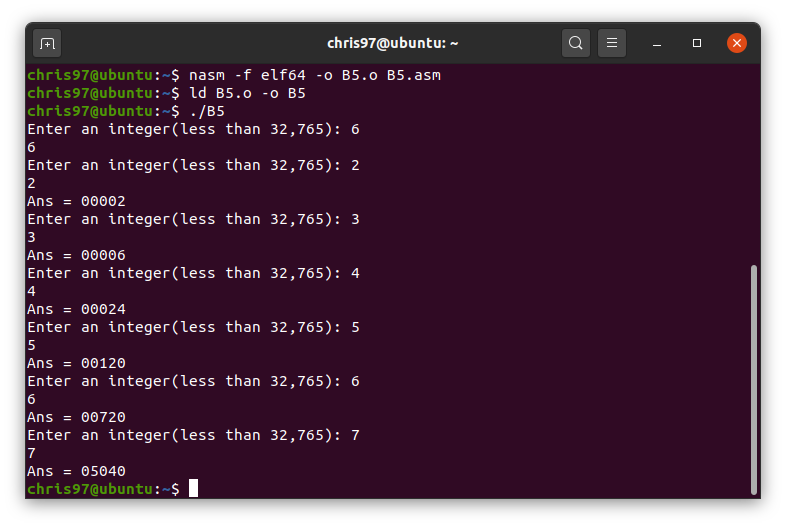 chris97@ubuntu: ~
chris97@ubuntu:~$ nasm -f elf64 -o B5.o B5.asm
chris97@ubuntu:~$ ld B5.o -o B5
chris97@ubuntu:~$ ./B5
Enter an integer(less than 32,765): 6
6
Enter an integer(less than 32,765): 2
2
Ans = 00002
Enter an integer(less than 32,765): 3
3
Ans = 00006
Enter an integer(less than 32,765): 4
4
Ans = 00024
Enter an integer(less than 32,765): 5
5
Ans = 00120
Enter an integer(less than 32,765): 6
6
Ans = 00720
Enter an integer(less than 32,765): 7
7
Ans = 05040
chris97@ubuntu:~$